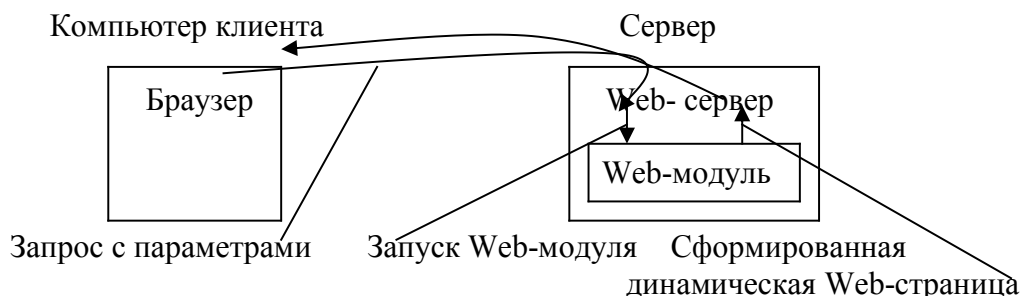 Компьютер клиента
Сервер
Браузер
Web- сервер
Web-модуль
Запрос с параметрами
Запуск Web-модуля
Сформированная
динамическая Web-страница